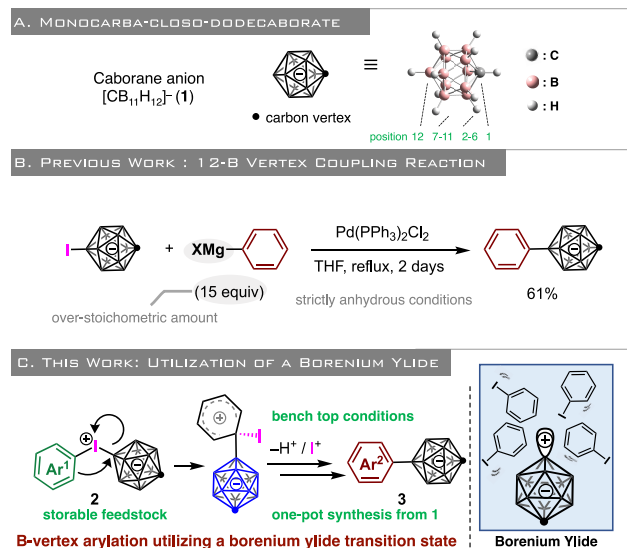 A. MONOCARBA-CLOSO-DODECABORATE
Caborane anion
[CB₁₁H₁₂]⁻ (1)
⊖
≡
• carbon vertex
: C
: B
: H
position 12 7-11 2-6 1
B. PREVIOUS WORK : 12-B VERTEX COUPLING REACTION
I ⊖ + XMg Pd(PPh₃)₂Cl₂ ⊖
(15 equiv) THF, reflux, 2 days 61%
over-stoichometric amount strictly anhydrous conditions
C. THIS WORK: UTILIZATION OF A BORENIUM YLIDE
⊕ I Ar¹ ⊖
2
storable feedstock
⊕ I ⊖
bench top conditions
–H⁺ / I⁺
one-pot synthesis from 1
Ar² ⊖
3
B-vertex arylation utilizing a borenium ylide transition state
I I I I
⊕
⊖
Borenium Ylide